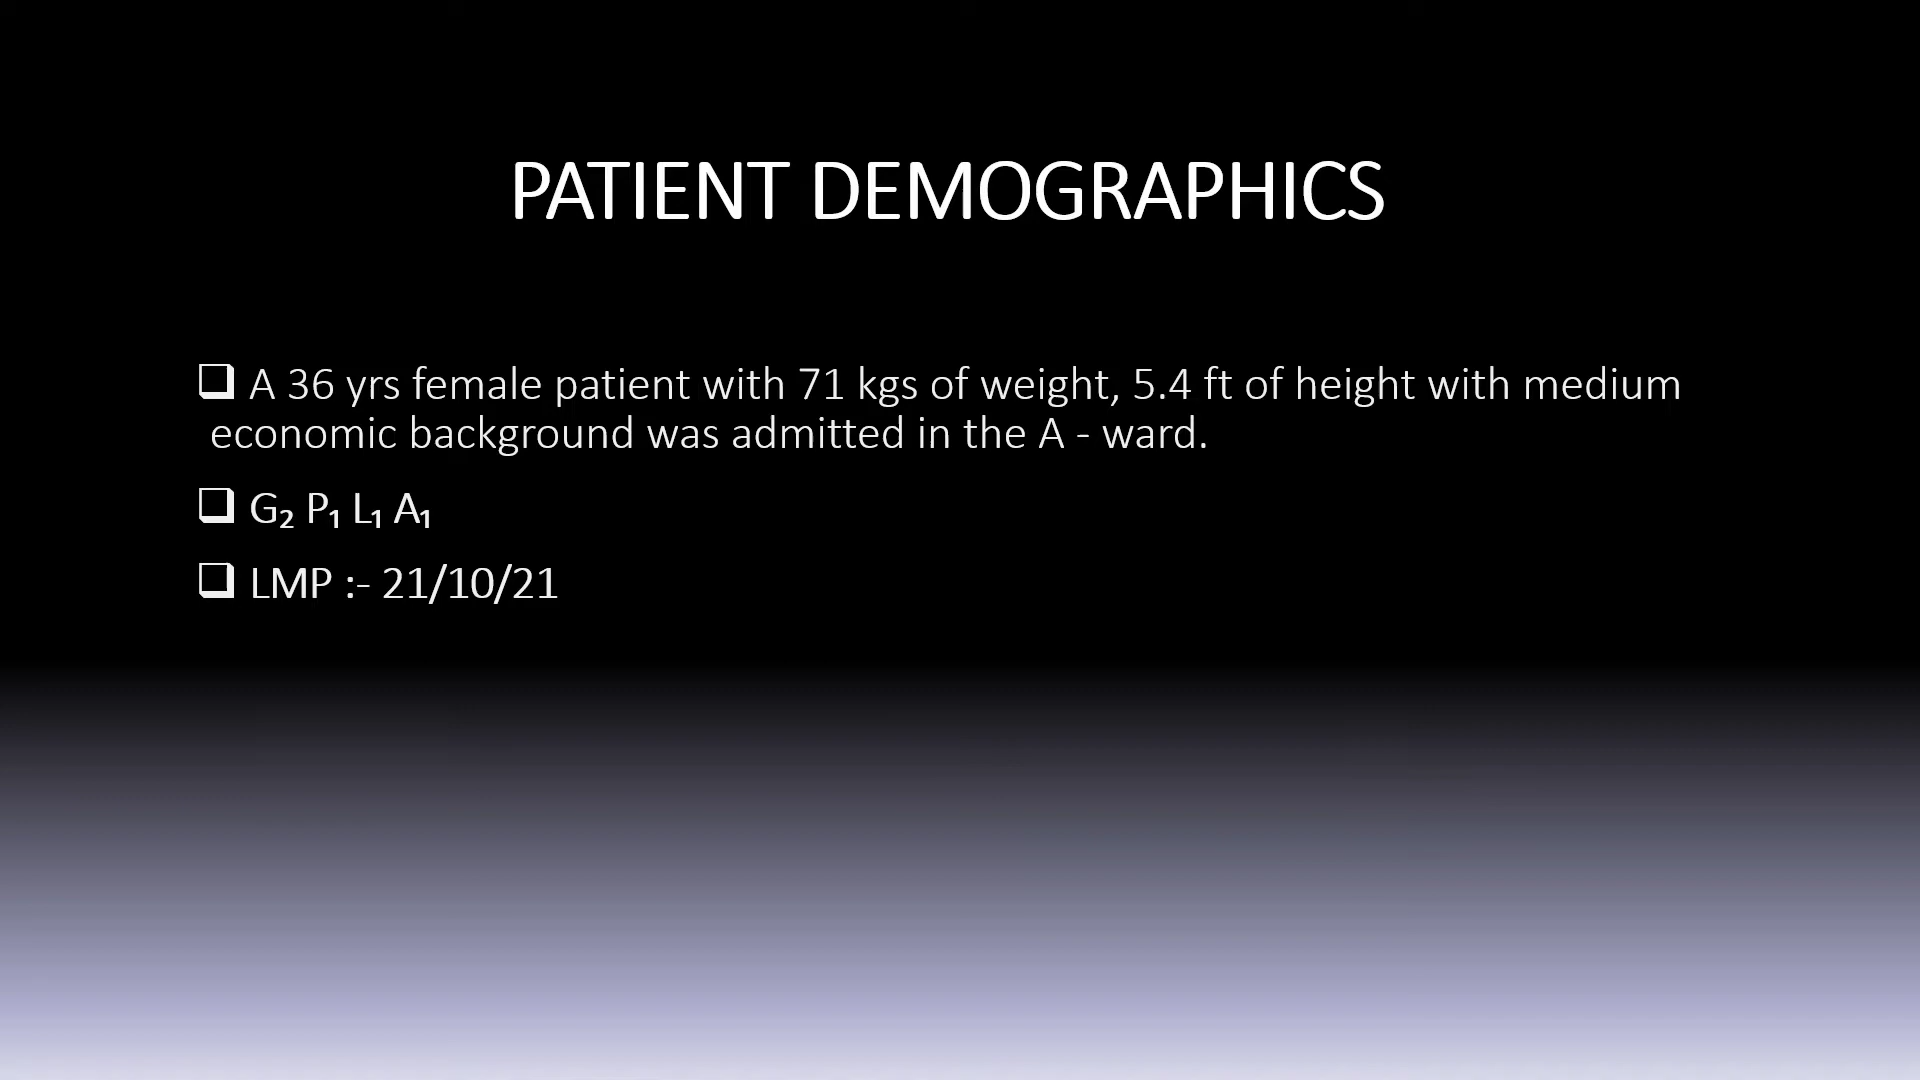 PATIENT DEMOGRAPHICS
❑ A 36 yrs female patient with 71 kgs of weight, 5.4 ft of height with medium
economic background was admitted in the A - ward.
❑ G₂ P₁ L₁ A₁
❑ LMP :- 21/10/21